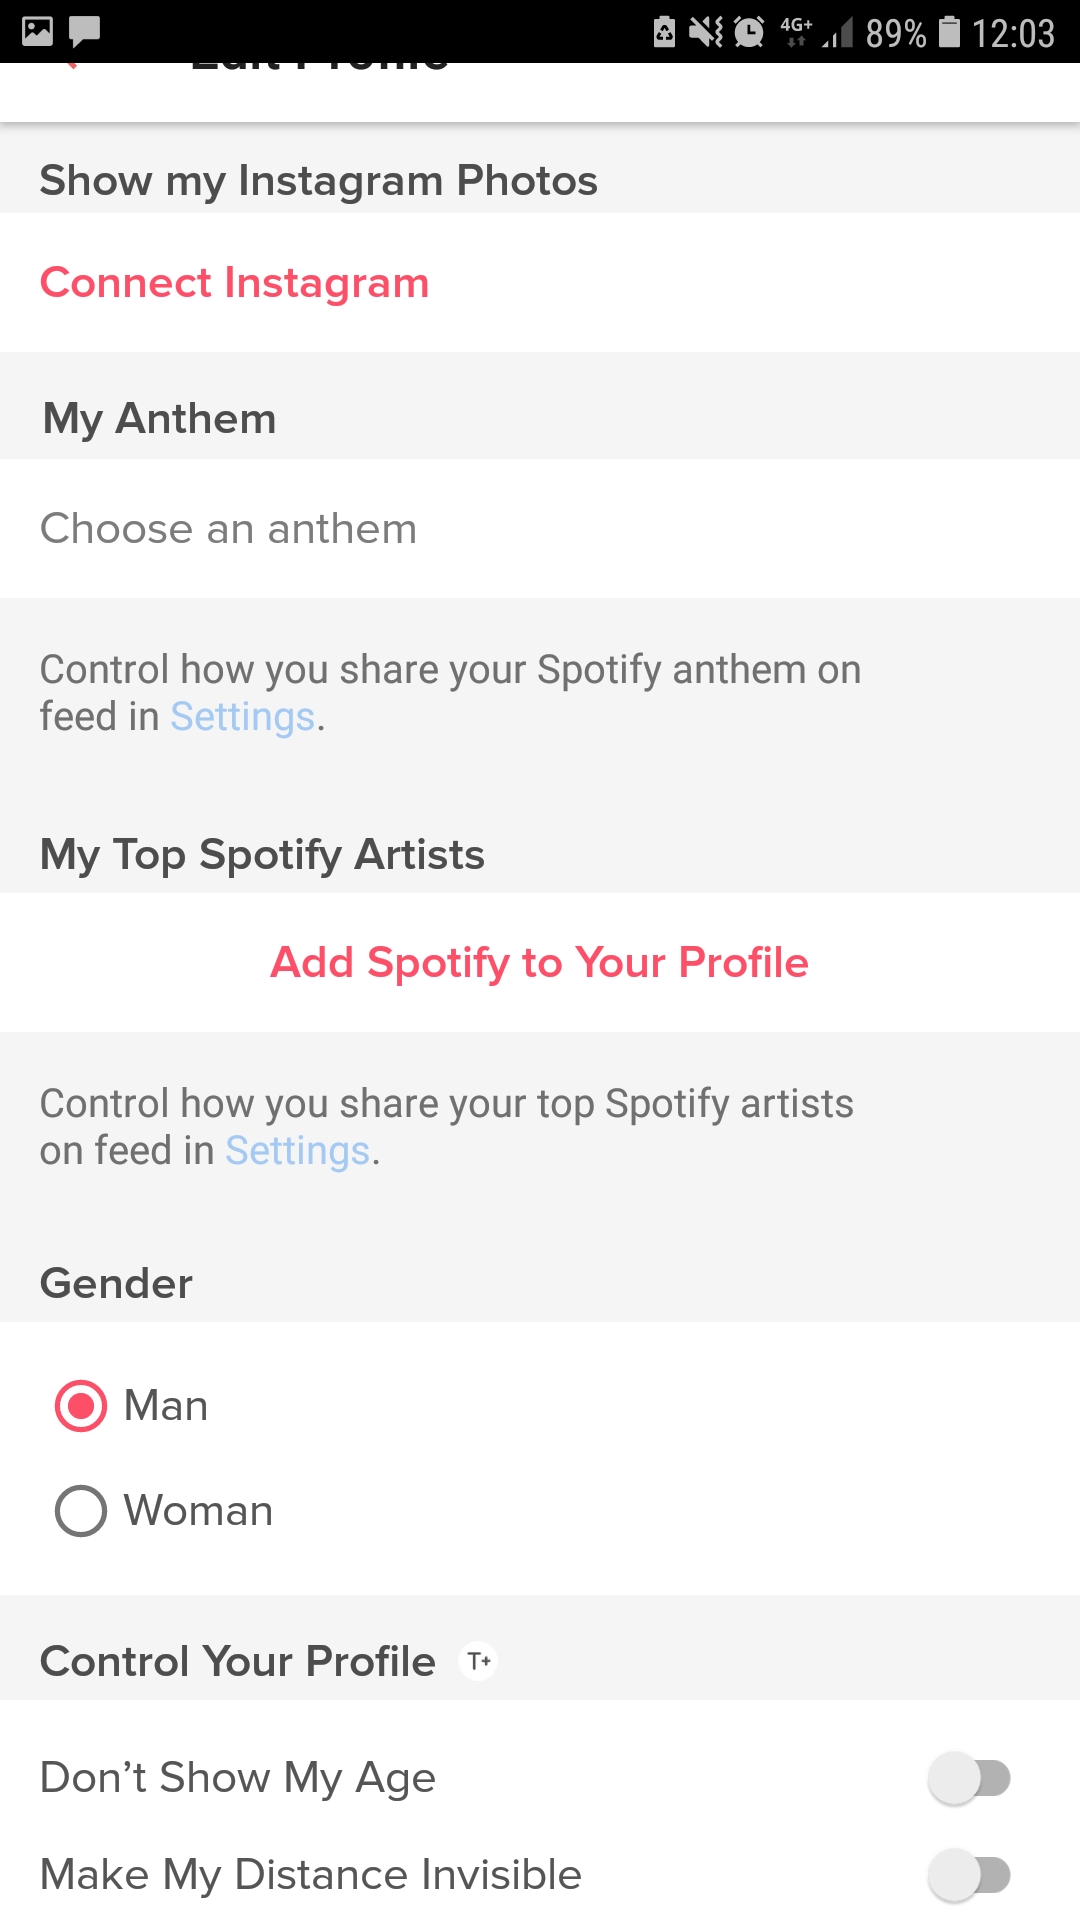 4G+ 89% 12:03
Edit Profile
Show my Instagram Photos
Connect Instagram
My Anthem
Choose an anthem
Control how you share your Spotify anthem on
feed in Settings.
My Top Spotify Artists
Add Spotify to Your Profile
Control how you share your top Spotify artists
on feed in Settings.
Gender
Man
Woman
Control Your Profile T+
Don’t Show My Age
Make My Distance Invisible